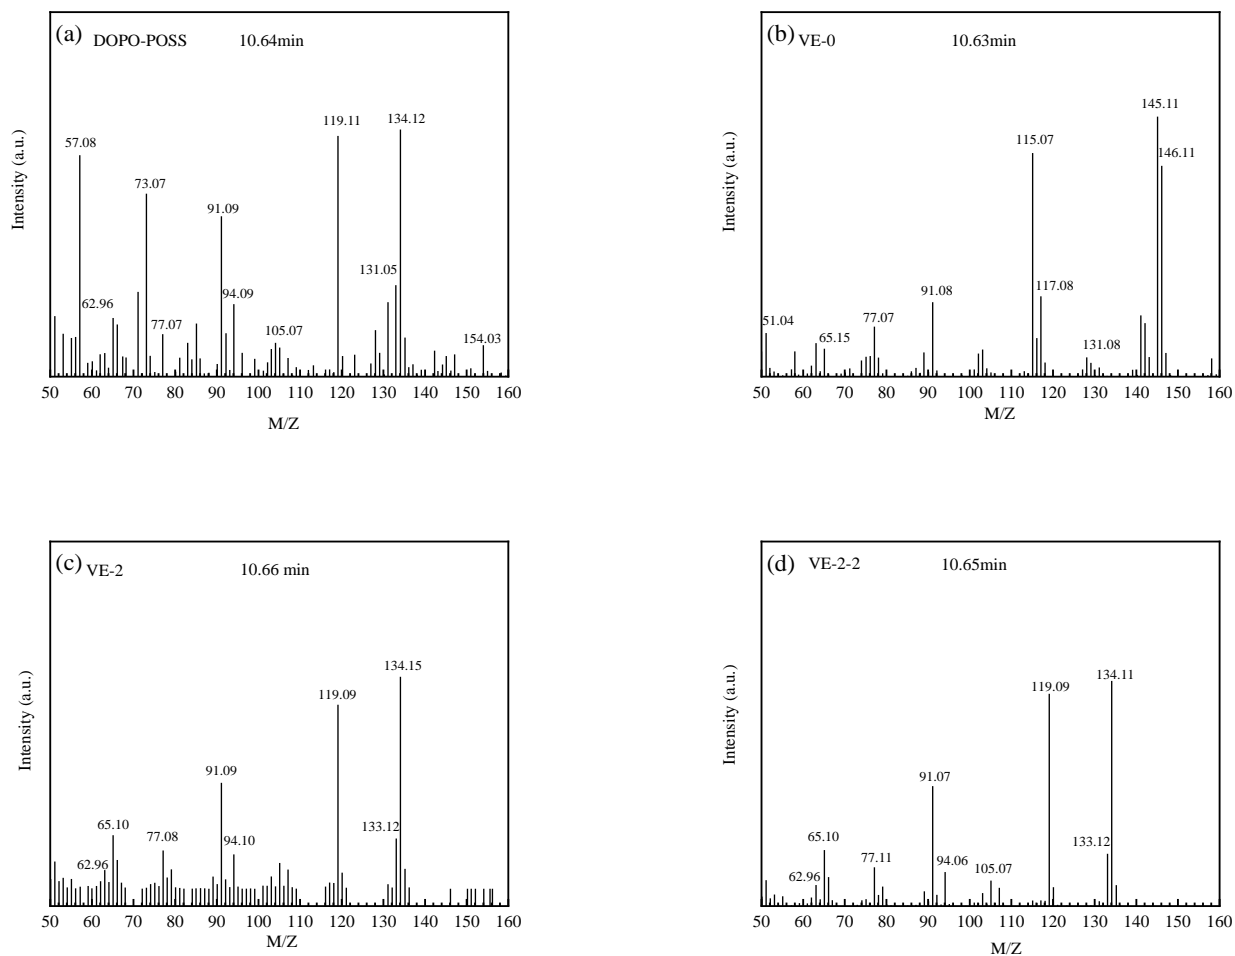 (a) DOPO-POSS 10.64min
134.12
119.11
57.08
73.07
91.09
131.05
94.09
62.96
105.07
77.07
154.03
Intensity (a.u.)
50 60 70 80 90 100 110 120 130 140 150 160
M/Z
(b) VE-0 10.63min
145.11
115.07
146.11
91.08
117.08
77.07
51.04
65.15
131.08
Intensity (a.u.)
50 60 70 80 90 100 110 120 130 140 150 160
M/Z
(c) VE-2 10.66 min
134.15
119.09
91.09
65.10
133.12
77.08
94.10
62.96
Intensity (a.u.)
50 60 70 80 90 100 110 120 130 140 150 160
M/Z
(d) VE-2-2 10.65min
134.11
119.09
91.07
65.10
133.12
77.11
94.06
105.07
62.96
Intensity (a.u.)
50 60 70 80 90 100 110 120 130 140 150 160
M/Z